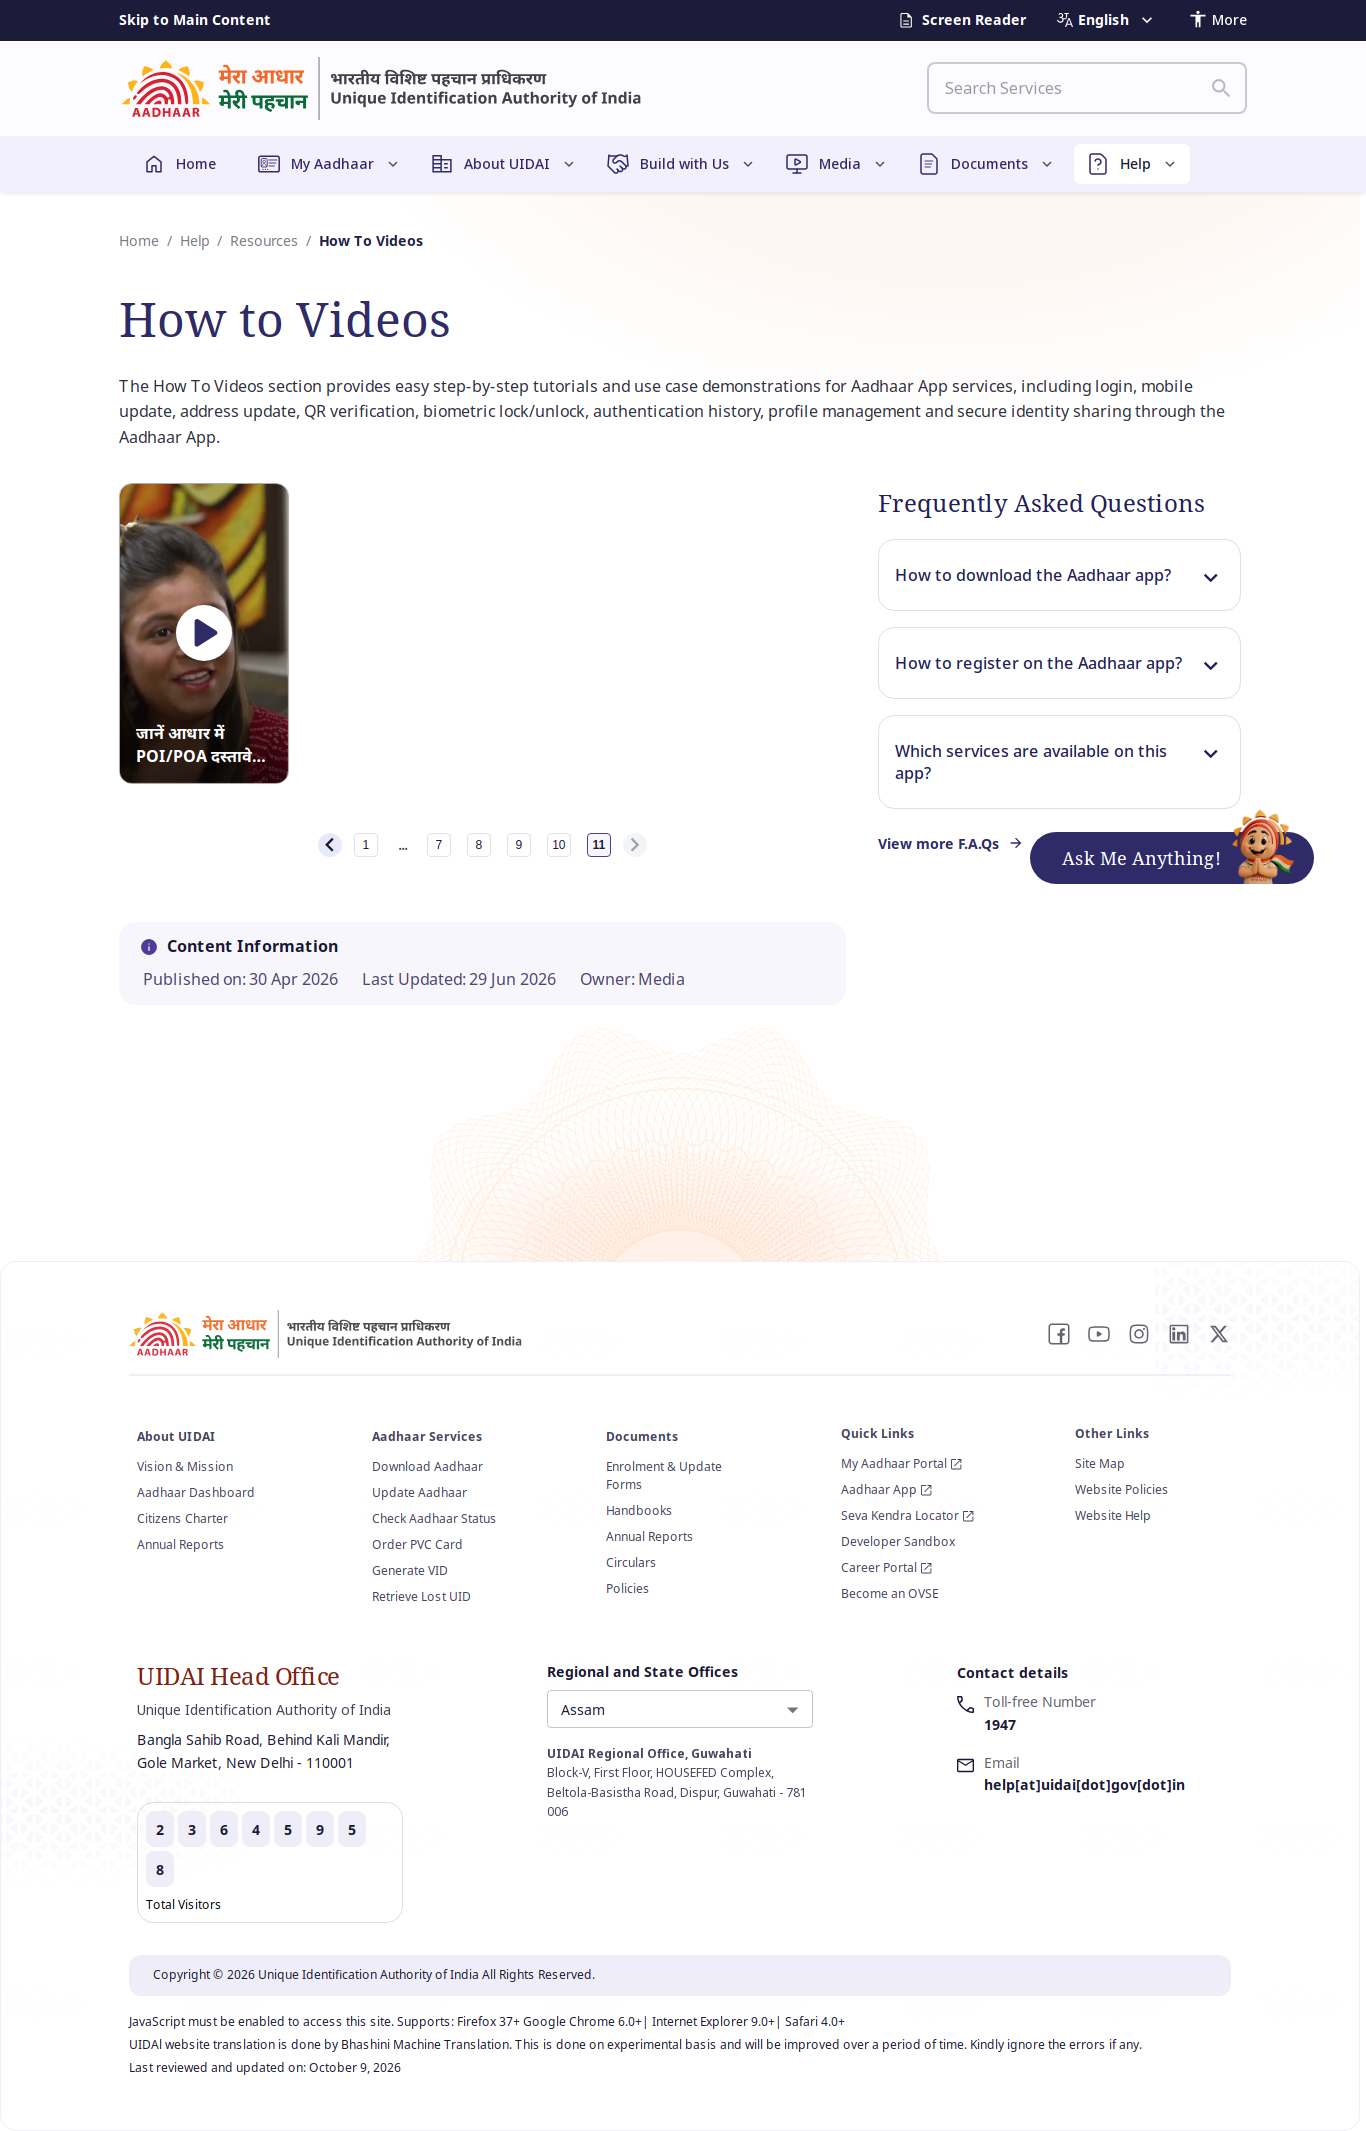 Skip to Main Content
Screen Reader
English
More
मेरा आधार
मेरी पहचान
AADHAAR
भारतीय विशिष्ट पहचान प्राधिकरण
Unique Identification Authority of India
Search Services
Home
My Aadhaar
About UIDAI
Build with Us
Media
Documents
Help
Home / Help / Resources / How To Videos
How to Videos
The How To Videos section provides easy step-by-step tutorials and use case demonstrations for Aadhaar App services, including login, mobile
update, address update, QR verification, biometric lock/unlock, authentication history, profile management and secure identity sharing through the
Aadhaar App.
जानें आधार में
POI/POA दस्तावे...
1 ... 7 8 9 10 11
Frequently Asked Questions
How to download the Aadhaar app?
How to register on the Aadhaar app?
Which services are available on this
app?
View more F.A.Qs
Ask Me Anything!
Content Information
Published on: 30 Apr 2026 Last Updated: 29 Jun 2026 Owner: Media
मेरा आधार
मेरी पहचान
AADHAAR
भारतीय विशिष्ट पहचान प्राधिकरण
Unique Identification Authority of India
About UIDAI
Vision & Mission
Aadhaar Dashboard
Citizens Charter
Annual Reports
Aadhaar Services
Download Aadhaar
Update Aadhaar
Check Aadhaar Status
Order PVC Card
Generate VID
Retrieve Lost UID
Documents
Enrolment & Update
Forms
Handbooks
Annual Reports
Circulars
Policies
Quick Links
My Aadhaar Portal
Aadhaar App
Seva Kendra Locator
Developer Sandbox
Career Portal
Become an OVSE
Other Links
Site Map
Website Policies
Website Help
UIDAI Head Office
Unique Identification Authority of India
Bangla Sahib Road, Behind Kali Mandir,
Gole Market, New Delhi - 110001
2 3 6 4 5 9 5
8
Total Visitors
Regional and State Offices
Assam
UIDAI Regional Office, Guwahati
Block-V, First Floor, HOUSEFED Complex,
Beltola-Basistha Road, Dispur, Guwahati - 781
006
Contact details
Toll-free Number
1947
Email
help[at]uidai[dot]gov[dot]in
Copyright © 2026 Unique Identification Authority of India All Rights Reserved.
JavaScript must be enabled to access this site. Supports: Firefox 37+ Google Chrome 6.0+| Internet Explorer 9.0+| Safari 4.0+
UIDAI website translation is done by Bhashini Machine Translation. This is done on experimental basis and will be improved over a period of time. Kindly ignore the errors if any.
Last reviewed and updated on: October 9, 2026